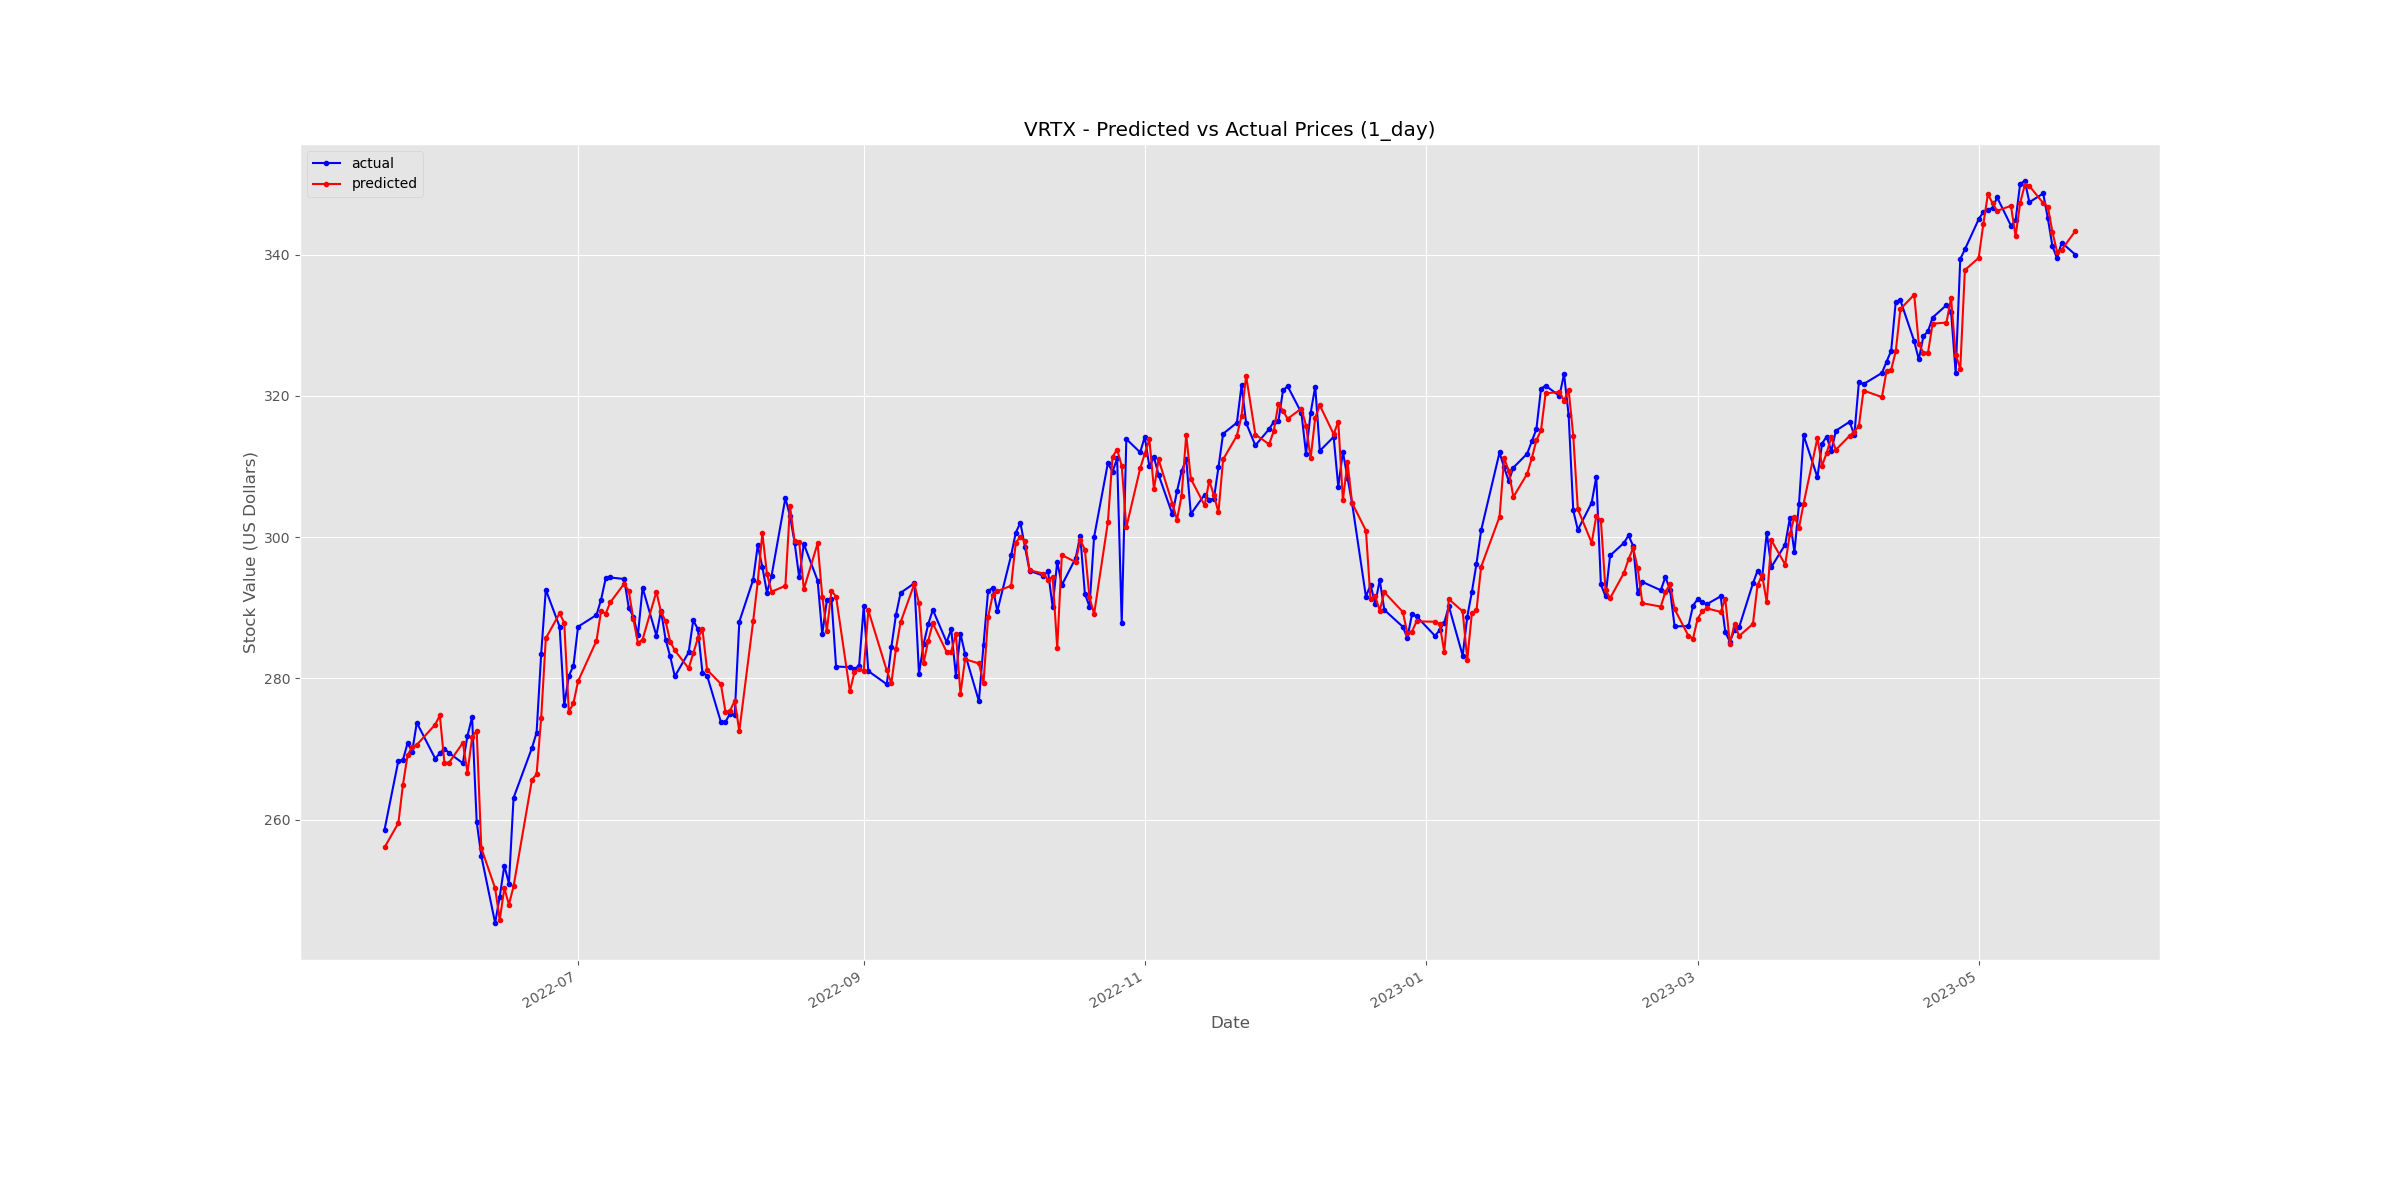 VRTX - Predicted vs Actual Prices (1_day)
actual
predicted
Stock Value (US Dollars)
340
320
300
280
260
2022-07
2022-09
2022-11
2023-01
2023-03
2023-05
Date